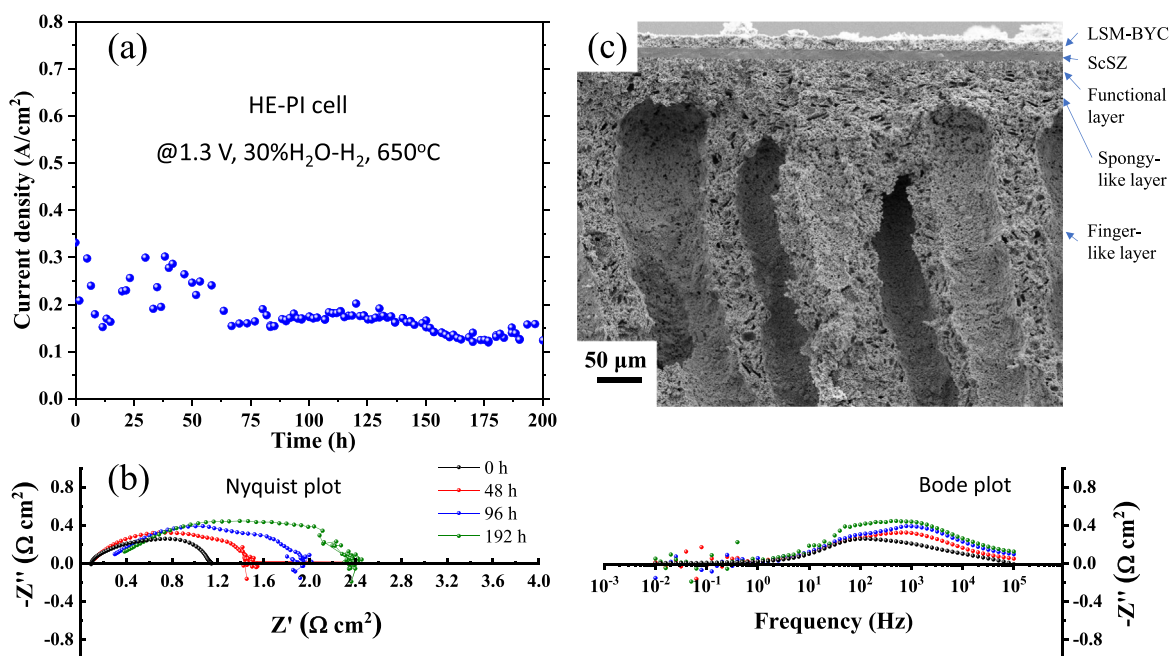 (a)
HE-PI cell
@1.3 V, 30%H₂O-H₂, 650°C
Current density (A/cm²)
0.8
0.7
0.6
0.5
0.4
0.3
0.2
0.1
0.0
0 25 50 75 100 125 150 175 200
Time (h)
(c)
LSM-BYC
ScSZ
Functional
layer
Spongy-
like layer
Finger-
like layer
50 µm
(b)
Nyquist plot
0 h
48 h
96 h
192 h
-Z'' (Ω cm²)
0.8
0.4
0.0
-0.4
-0.8
0.4 0.8 1.2 1.6 2.0 2.4 2.8 3.2 3.6 4.0
Z' (Ω cm²)
Bode plot
10⁻³ 10⁻² 10⁻¹ 10⁰ 10¹ 10² 10³ 10⁴ 10⁵
Frequency (Hz)
0.8
0.4
0.0
-0.4
-0.8
-Z'' (Ω cm²)